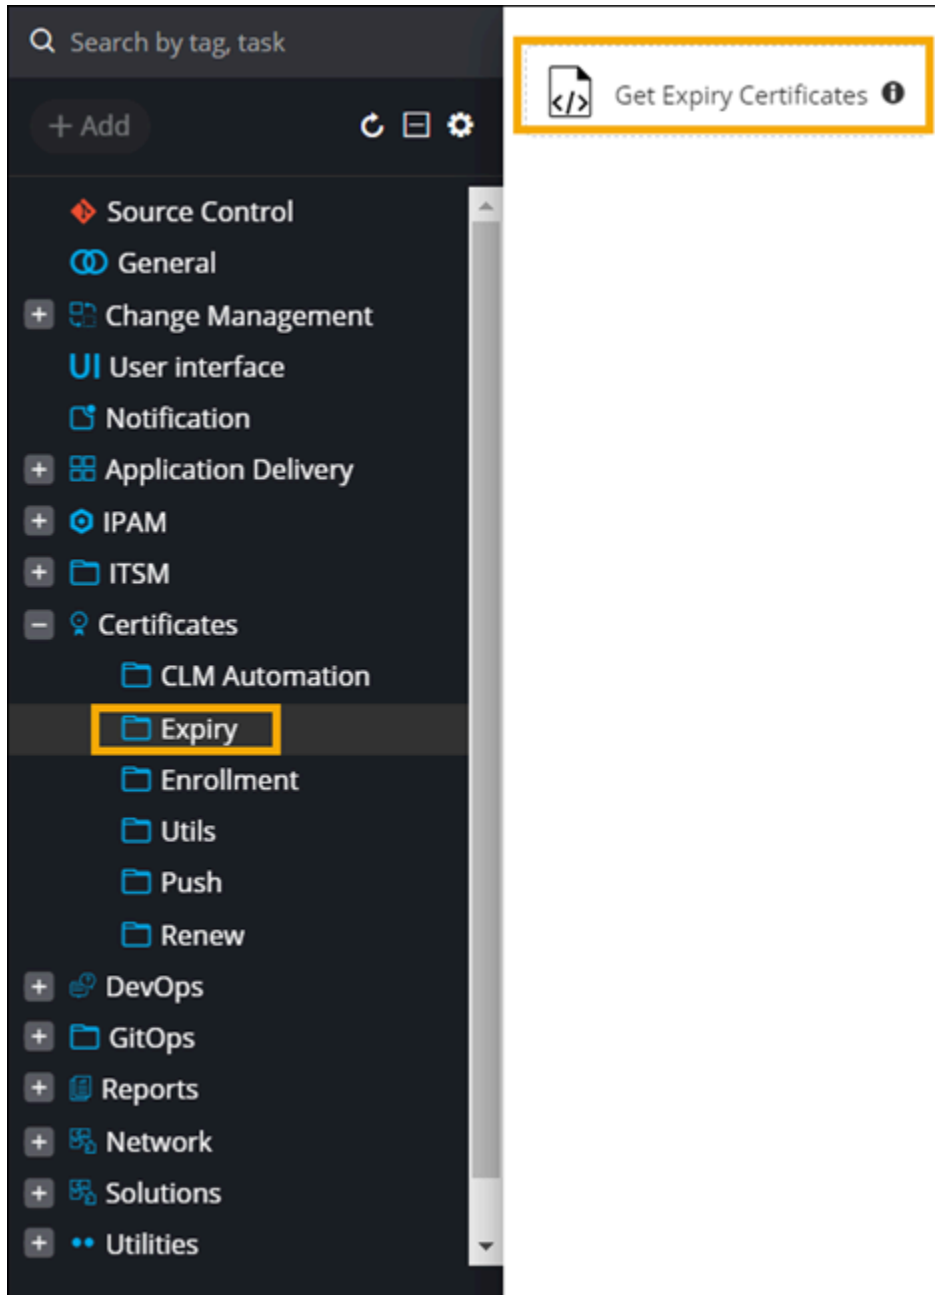 Search by tag, task
+ Add
Source Control
General
Change Management
UI User interface
Notification
Application Delivery
IPAM
ITSM
Certificates
CLM Automation
Expiry
Enrollment
Utils
Push
Renew
DevOps
GitOps
Reports
Network
Solutions
Utilities
</> Get Expiry Certificates